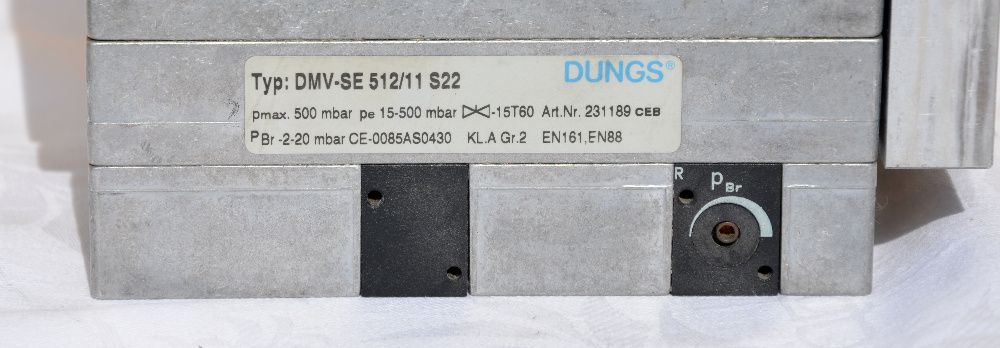 Typ: DMV-SE 512/11 S22 DUNGS®
pmax. 500 mbar pe 15-500 mbar -15T60 Art.Nr. 231189 CEB
PBr -2-20 mbar CE-0085AS0430 KL.A Gr.2 EN161,EN88
R pBr